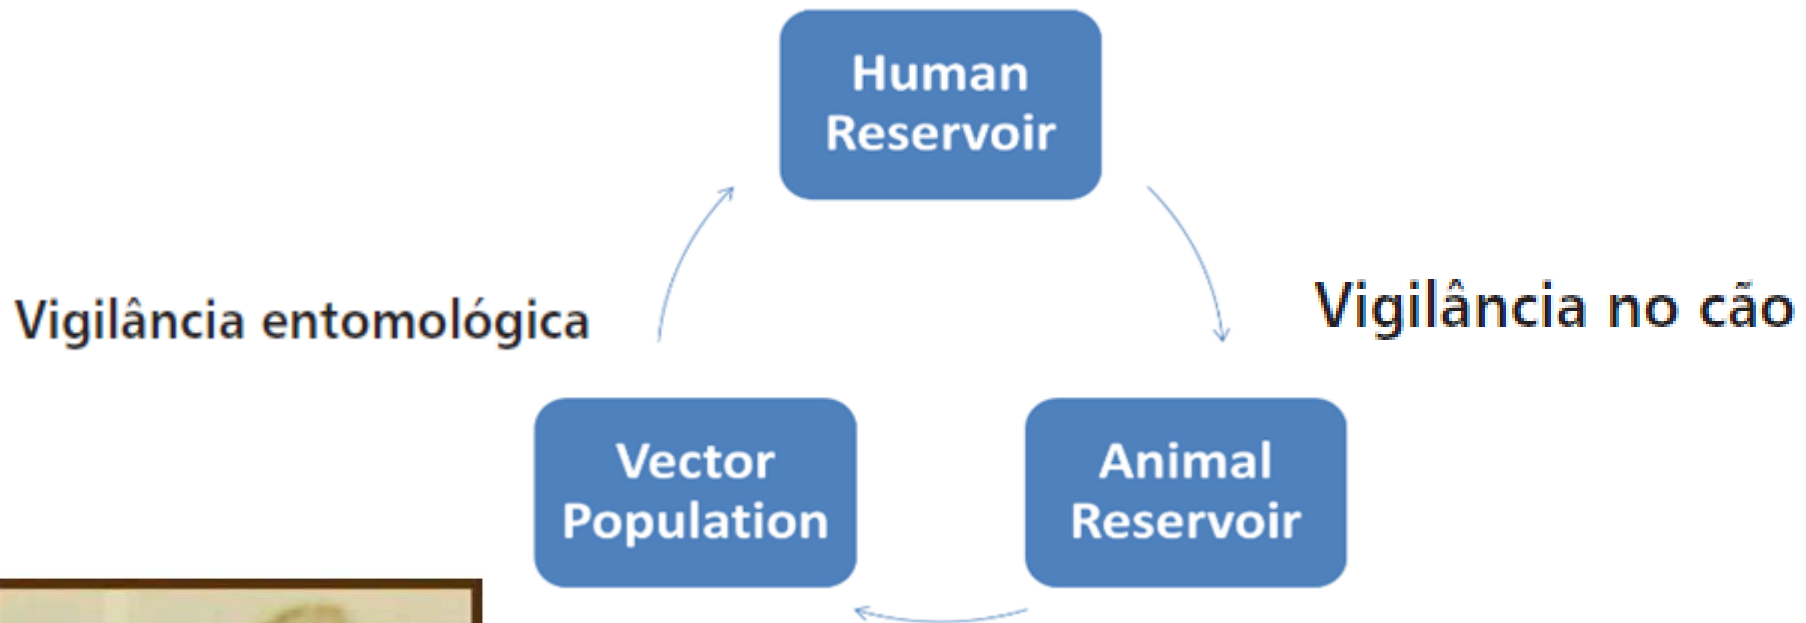 Human
Reservoir
Vigilância entomológica
Vigilância no cão
Vector
Population
Animal
Reservoir